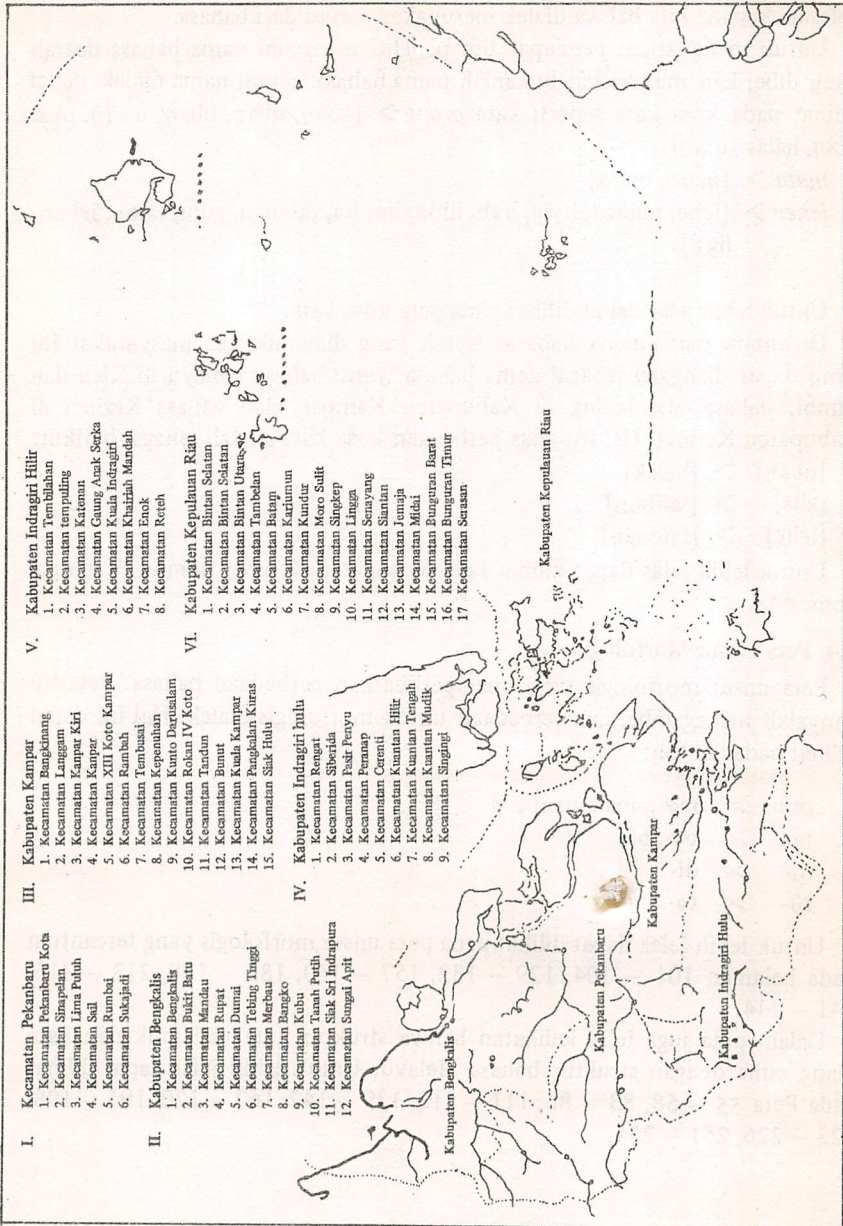 I. Kecamatan Pekanbaru
1. Kecamatan Pekanbaru Kota
2. Kecamatan Sinapelan
3. Kecamatan Lima Puluh
4. Kecamatan Sail
5. Kecamatan Rumbai
6. Kecamatan Sukajadi
II. Kabupaten Bengkalis
1. Kecamatan Bengkalis
2. Kecamatan Bukit Batu
3. Kecamatan Mandau
4. Kecamatan Rupat
5. Kecamatan Dumai
6. Kecamatan Tebing Tinggi
7. Kecamatan Merbau
8. Kecamatan Bangko
9. Kecamatan Kubu
10. Kecamatan Tanah Putih
11. Kecamatan Siak Sri Indrapura
12. Kecamatan Sungai Apit
III. Kabupaten Kampar
1. Kecamatan Bangkinang
2. Kecamatan Langgam
3. Kecamatan Kanpar Kiri
4. Kecamatan Kanpar
5. Kecamatan XIII Koto Kampar
6. Kecamatan Rambah
7. Kecamatan Tembusai
8. Kecamatan Kepenuhan
9. Kecamatan Kunto Darusalam
10. Kecamatan Rokan IV Koto
11. Kecamatan Tandun
12. Kecamatan Bunut
13. Kecamatan Kuala Kampar
14. Kecamatan Pangkalan Kuras
15. Kecamatan Siak Hulu
IV. Kabupaten Indragiri hulu
1. Kecamatan Rengat
2. Kecamatan Siberida
3. Kecamatan Pasir Penyu
4. Kecamatan Peranap
5. Kecamatan Cerenti
6. Kecamatan Kuantan Hilir
7. Kecamatan Kuantan Tengah
8. Kecamatan Kuantan Mudik
9. Kecamatan Singingi
V. Kabupaten Indragiri Hilir
1. Kecamatan Tembilahan
2. Kecamatan tempuling
3. Kecamatan Katenan
4. Kecamatan Gaung Anak Serka
5. Kecamatan Kuala Indragiri
6. Kecamatan Khairiah Mandah
7. Kecamatan Enok
8. Kecamatan Reteh
VI. Kabupaten Kepulauan Riau
1. Kecamatan Bintan Selatan
2. Kecamatan Bintan Selatan
3. Kecamatan Bintan Utara
4. Kecamatan Tambelan
5. Kecamatan Batam
6. Kecamatan Kariumun
7. Kecamatan Kundur
8. Kecamatan Moro Sulit
9. Kecamatan Singkep
10. Kecamatan Lingga
11. Kecamatan Senayang
12. Kecamatan Siantan
13. Kecamatan Jemaja
14. Kecamatan Midai
15. Kecamatan Bunguran Barat
16. Kecamatan Bunguran Timur
17 Kecamatan Serasan
Kabupaten Bengkalis
Kabupaten Pekanbaru
Kabupaten Kampar
Kabupaten Indragiri Hulu
Kabupaten Kepulauan Riau